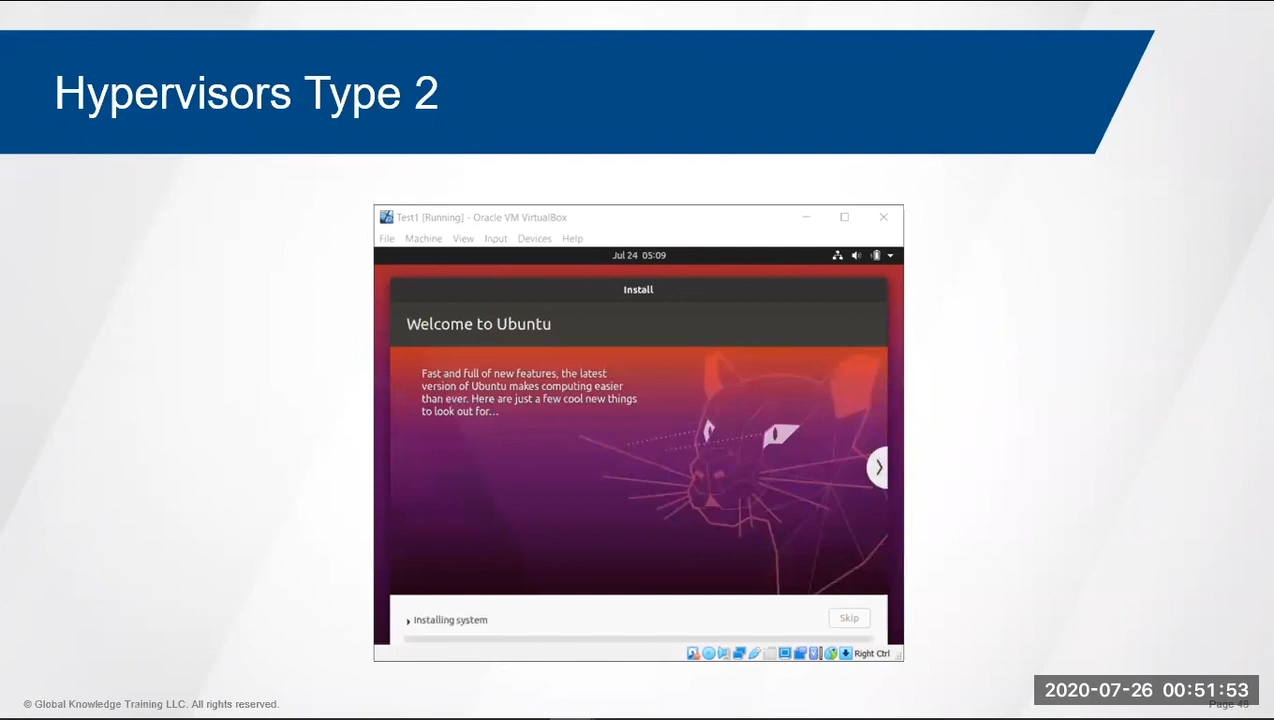 Hypervisors Type 2
Test1 [Running] - Oracle VM VirtualBox
File Machine View Input Devices Help
Jul 24 05:09
Install
Welcome to Ubuntu
Fast and full of new features, the latest
version of Ubuntu makes computing easier
than ever. Here are just a few cool new things
to look out for...
Installing system
Skip
Right Ctrl
2020-07-26 00:51:53
© Global Knowledge Training LLC. All rights reserved.
Page 48